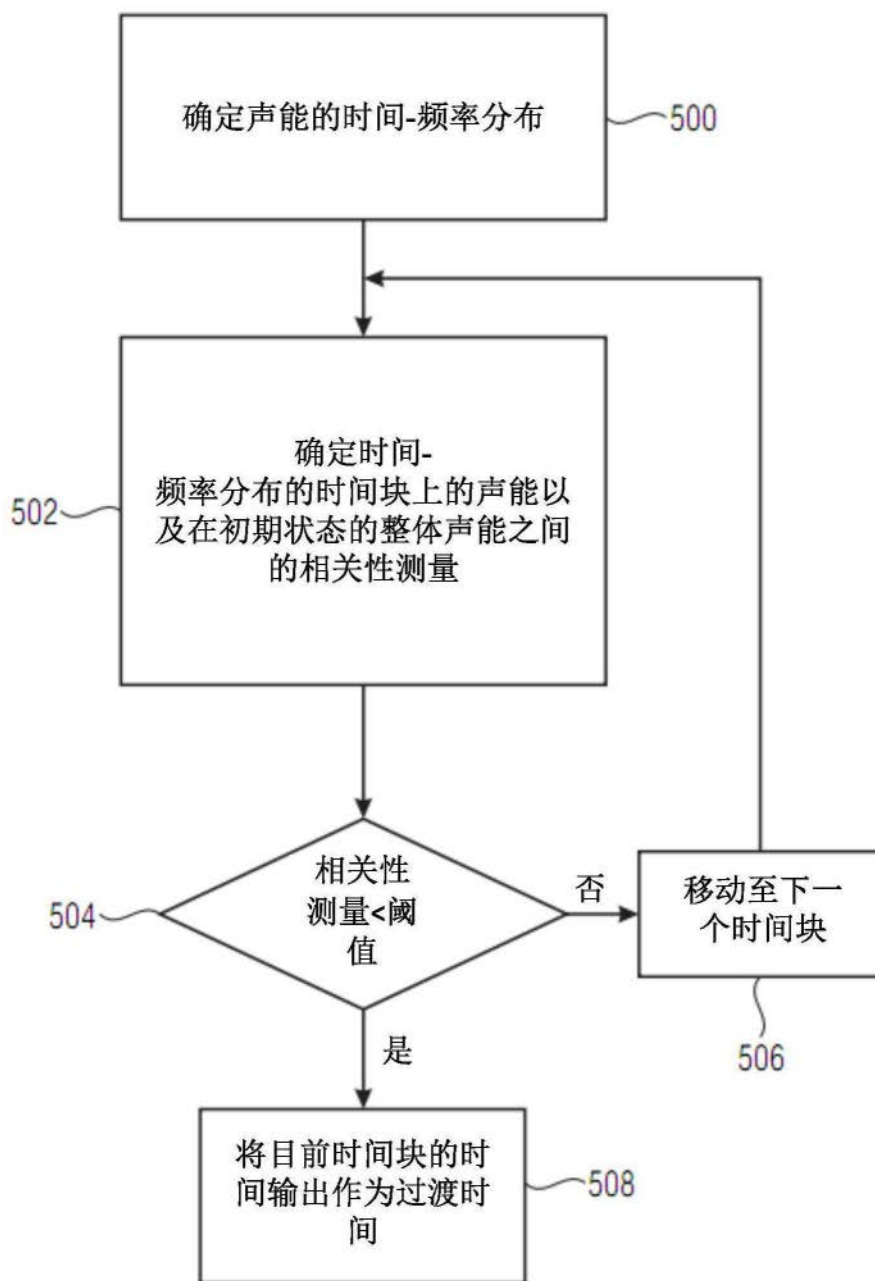 确定声能的时间-频率分布
500
确定时间-
频率分布的时间块上的声能以
及在初期状态的整体声能之间
的相关性测量
502
相关性
测量<阈
值
504
否
移动至下一
个时间块
506
是
将目前时间块的时
间输出作为过渡时
间
508